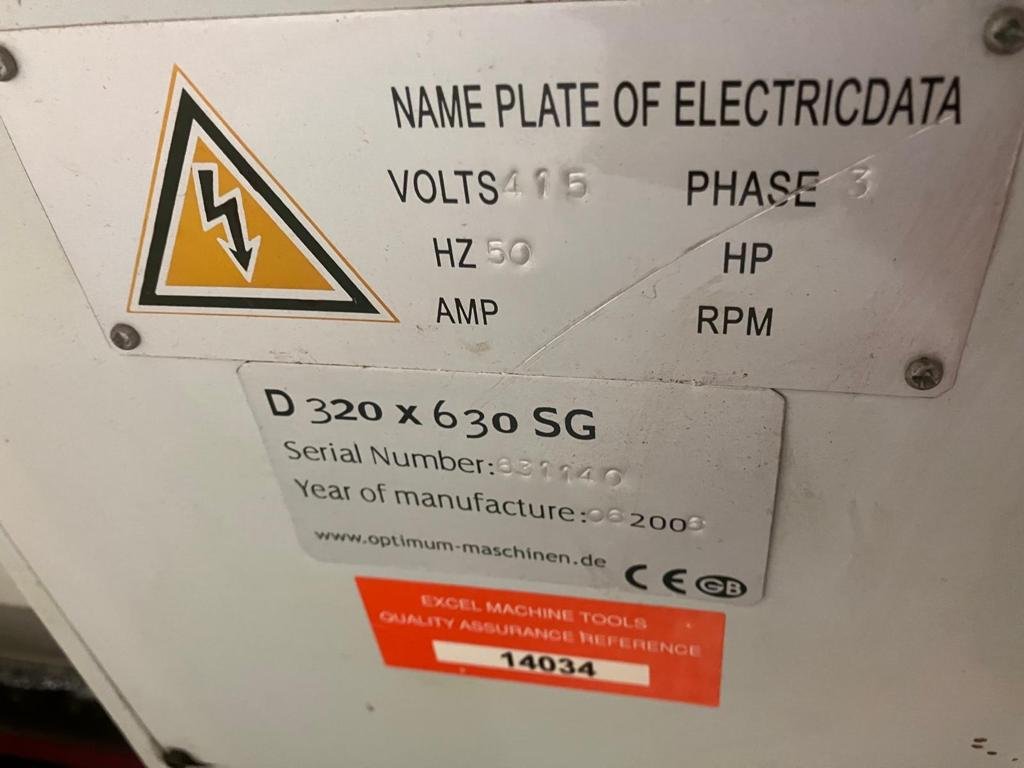 NAME PLATE OF ELECTRICDATA
VOLTS 415 PHASE 3
HZ 50 HP
AMP RPM
D 320 x 630 SG
Serial Number:
Year of manufacture:
www.optimum-maschinen.de
CE GB
EXCEL MACHINE TOOLS
QUALITY ASSURANCE REFERENCE
14034